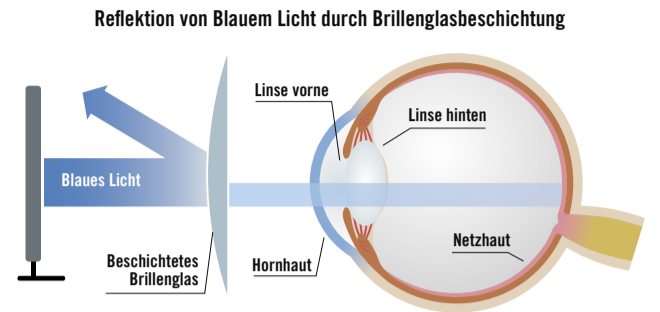 Reflektion von Blauem Licht durch Brillenglasbeschichtung
Linse vorne
Linse hinten
Blaues Licht
Beschichtetes
Brillenglas
Hornhaut
Netzhaut